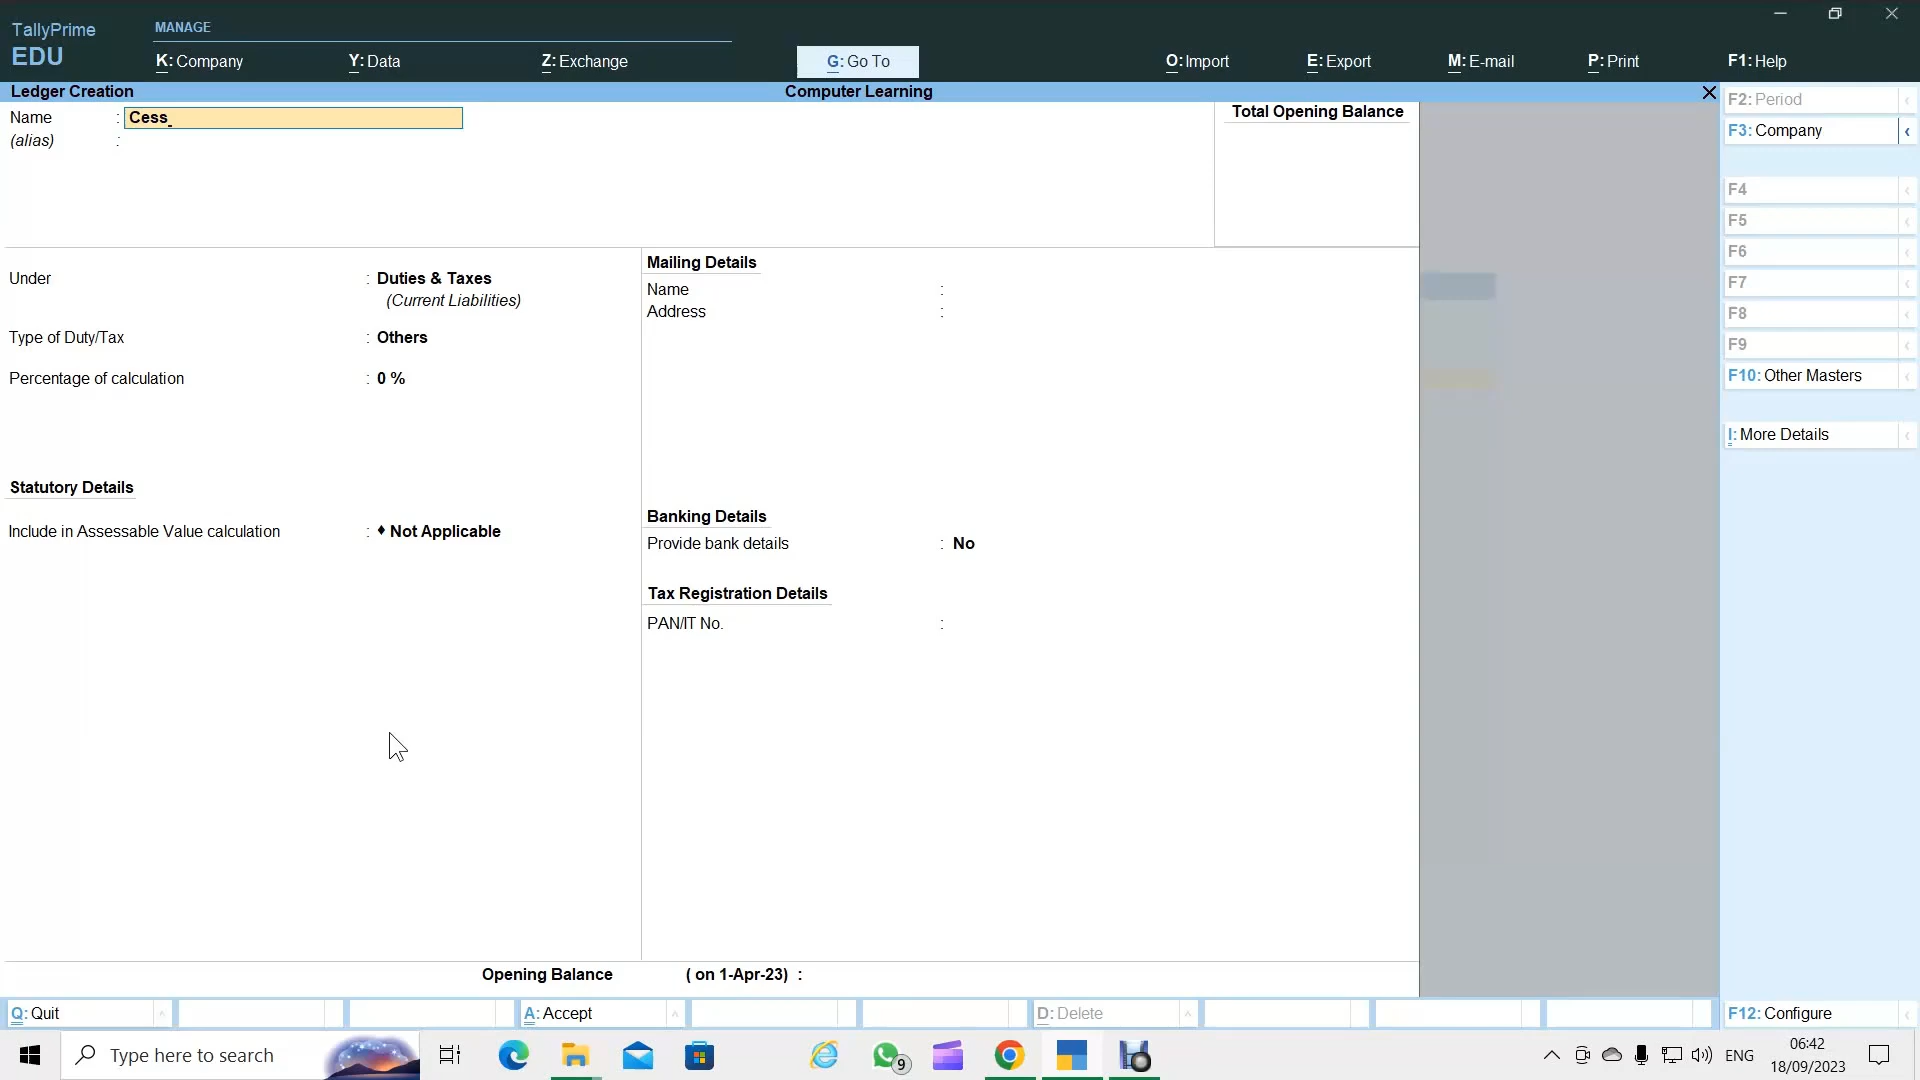 TallyPrime
EDU
MANAGE
K: Company
Y: Data
Z: Exchange
G: Go To
O: Import
E: Export
M: E-mail
P: Print
F1: Help
Ledger Creation
Computer Learning
Name : Cess
(alias) :
Total Opening Balance
Under : Duties & Taxes
(Current Liabilities)
Type of Duty/Tax : Others
Percentage of calculation : 0 %
Statutory Details
Include in Assessable Value calculation : ♦ Not Applicable
Mailing Details
Name :
Address :
Banking Details
Provide bank details : No
Tax Registration Details
PAN/IT No. :
Opening Balance ( on 1-Apr-23) :
F2: Period
F3: Company
F4
F5
F6
F7
F8
F9
F10: Other Masters
I: More Details
F12: Configure
Q: Quit
A: Accept
D: Delete
Type here to search
9
ENG
06:42
18/09/2023